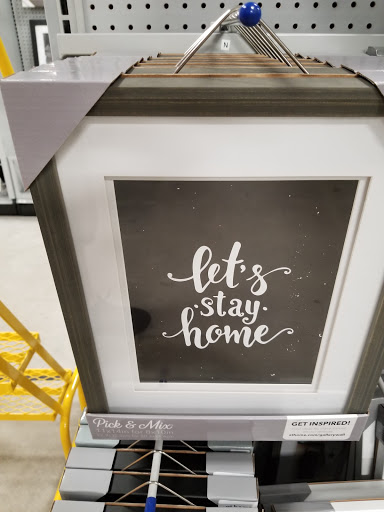 N
let's
·stay·
home
Pick & Mix
GET INSPIRED!